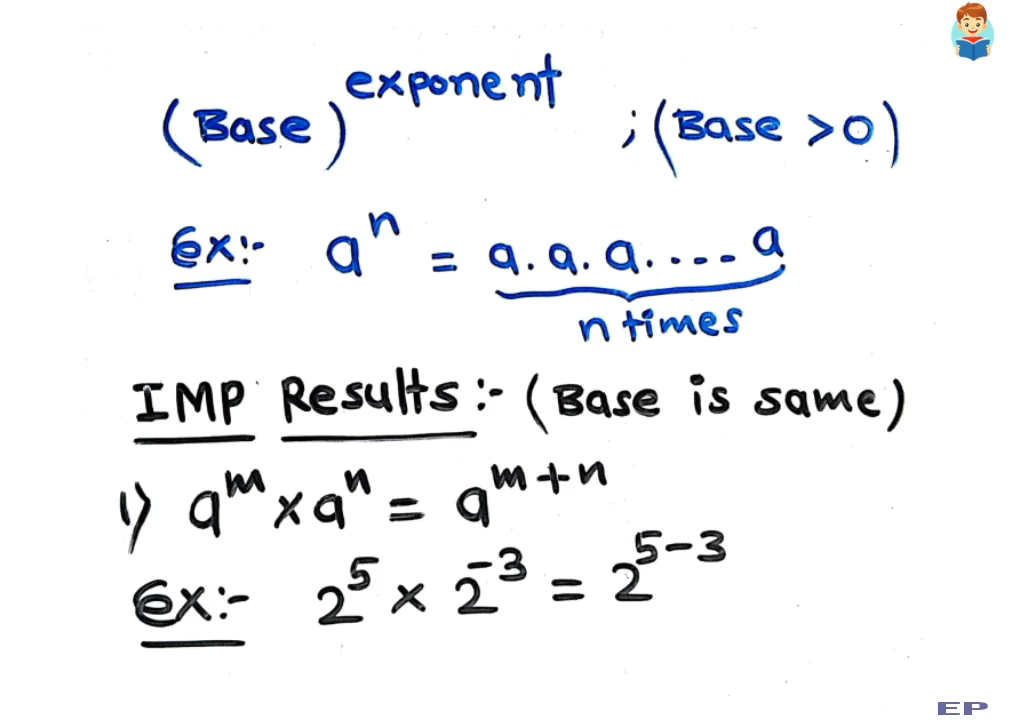 (Base)^exponent ; (Base > 0)
Ex:- a^n = a. a. a. .... a
n times
IMP Results :- (Base is same)
1) a^m × a^n = a^m+n
Ex:- 2^5 × 2^-3 = 2^5-3
EP